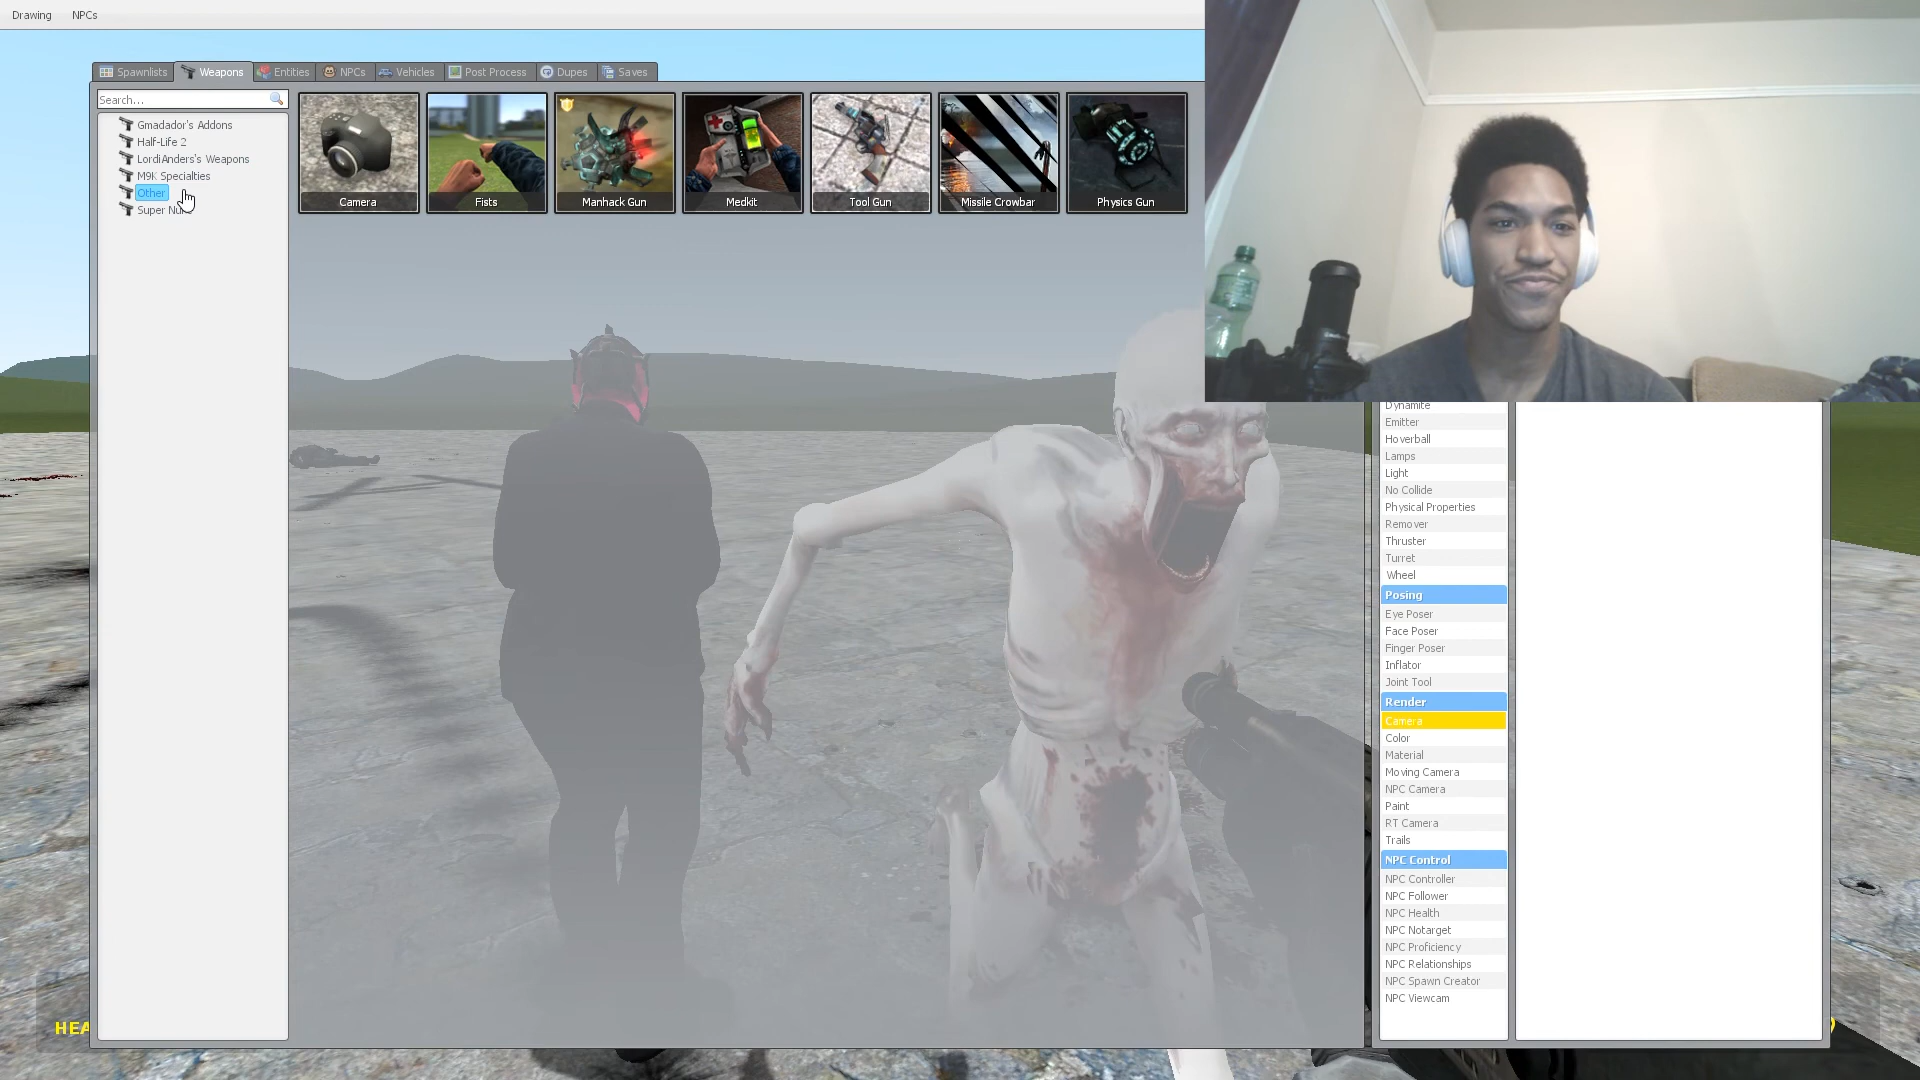 Drawing NPCs
Spawnlists Weapons Entities NPCs Vehicles Post Process Dupes Saves
Search...
Gmadador's Addons
Half-Life 2
LordiAnders's Weapons
M9K Specialties
Other
Super
Camera Fists Manhack Gun Medkit Tool Gun Missile Crowbar Physics Gun
Dynamite
Emitter
Hoverball
Lamps
Light
No Collide
Physical Properties
Remover
Thruster
Turret
Wheel
Posing
Eye Poser
Face Poser
Finger Poser
Inflator
Joint Tool
Render
Camera
Color
Material
Moving Camera
NPC Camera
Paint
RT Camera
Trails
NPC Control
NPC Controller
NPC Follower
NPC Health
NPC Notarget
NPC Proficiency
NPC Relationships
NPC Spawn Creator
NPC Viewcam
HEA